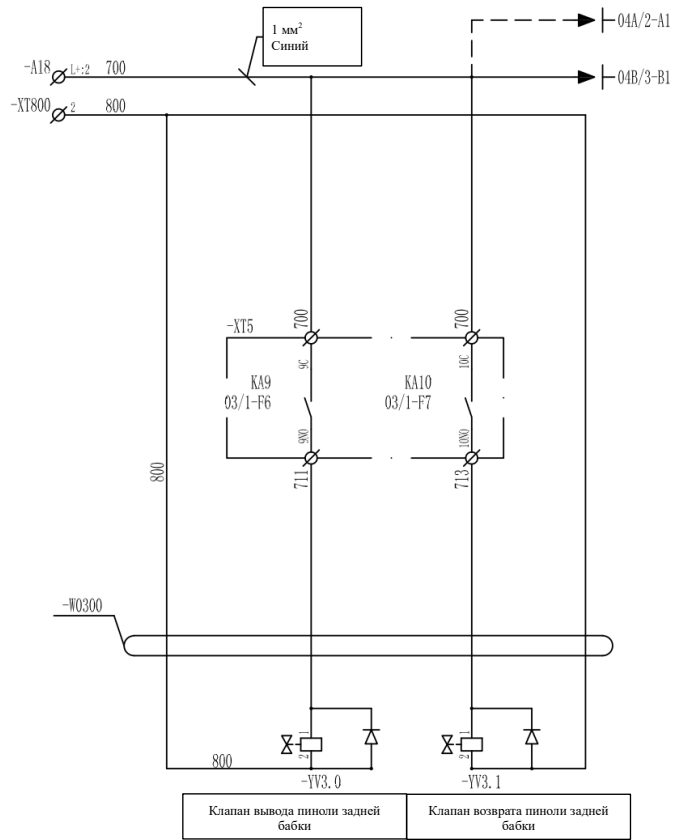 1 мм²
Синий
04A/2-A1
-A18 L+:2 700
04B/3-B1
-XT800 2 800
700 700
-XT5
9C 10C
KA9 KA10
03/1-F6 03/1-F7
9NO 10NO
711 713
800
-W0300
1 1
2 2
800
-YV3.0 -YV3.1
Клапан вывода пиноли задней
бабки
Клапан возврата пиноли задней
бабки